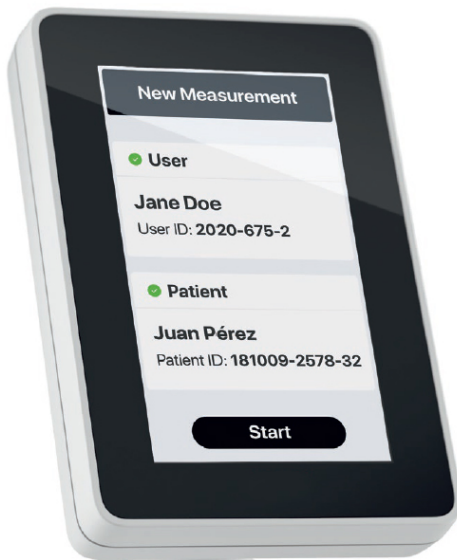 New Measurement
User
Jane Doe
User ID: 2020-675-2
Patient
Juan Pérez
Patient ID: 181009-2578-32
Start